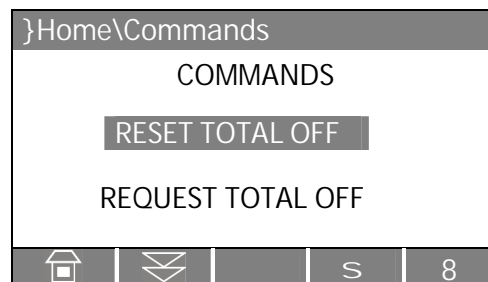 }Home\Commands
COMMANDS
RESET TOTAL OFF
REQUEST TOTAL OFF
S 8